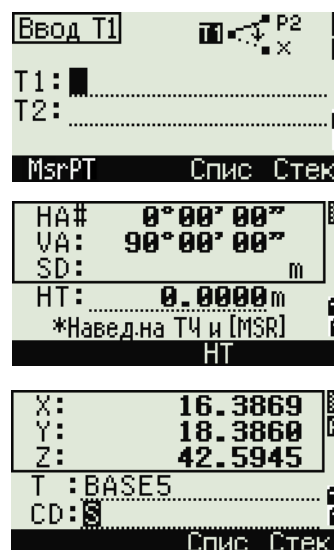 Ввод T1
T1 P2
X
T1:
T2:
MsrPT Спис Стек
HA# 0°00'00"
VA: 90°00'00"
SD: m
HT: 0.0000m
*Навед.на ТЧ и [MSR]
HT
X: 16.3869
Y: 18.3860
Z: 42.5945
T :BASE5
CD:S
Спис Стек